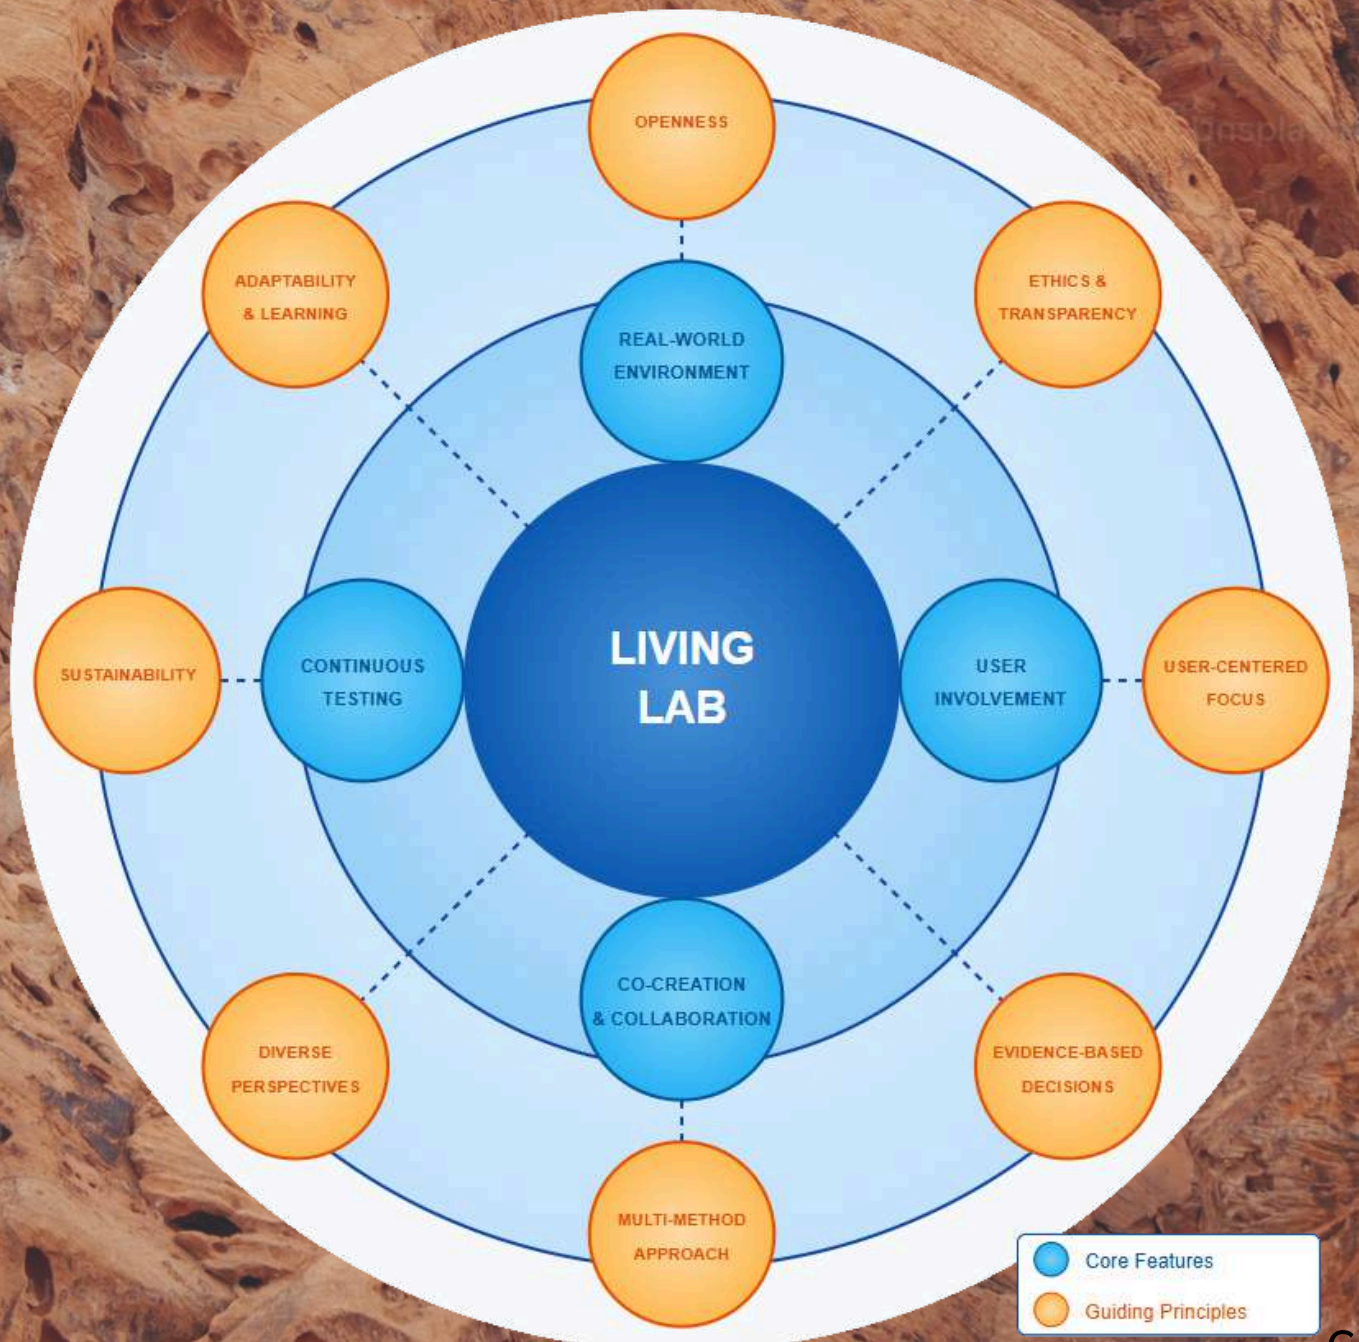 OPENNESS
ADAPTABILITY
& LEARNING
ETHICS &
TRANSPARENCY
REAL-WORLD
ENVIRONMENT
LIVING
LAB
SUSTAINABILITY
CONTINUOUS
TESTING
USER
INVOLVEMENT
USER-CENTERED
FOCUS
CO-CREATION
& COLLABORATION
DIVERSE
PERSPECTIVES
EVIDENCE-BASED
DECISIONS
MULTI-METHOD
APPROACH
Core Features
Guiding Principles